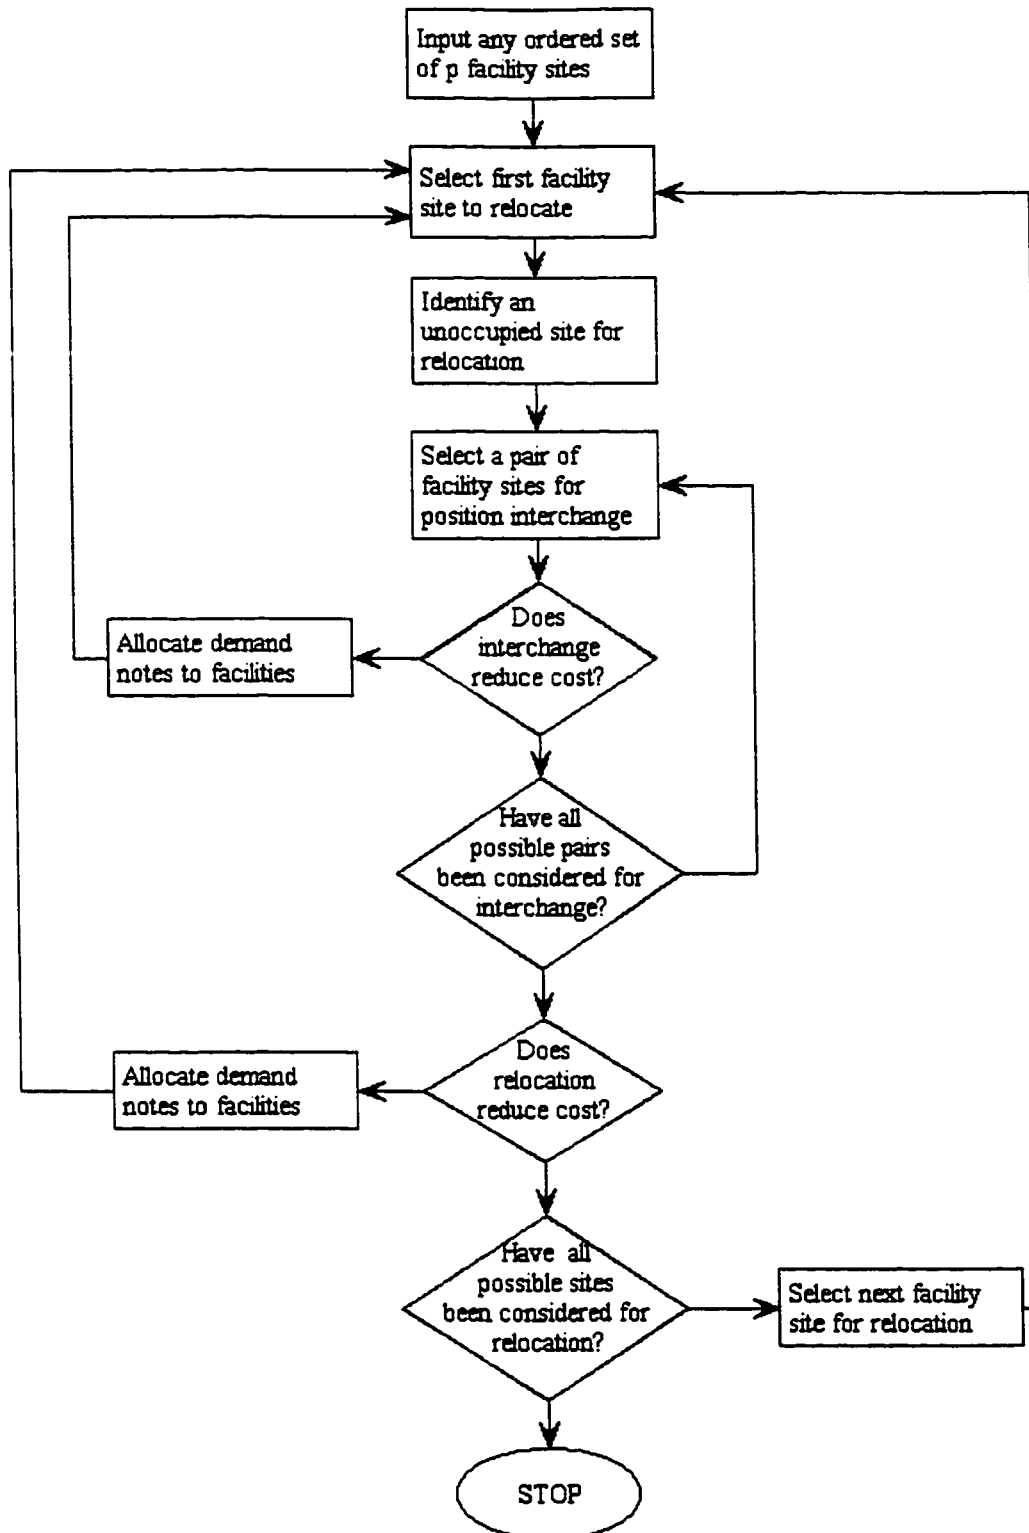 Input any ordered set
of p facility sites
Select first facility
site to relocate
Identify an
unoccupied site for
relocation
Select a pair of
facility sites for
position interchange
Does
interchange
reduce cost?
Allocate demand
notes to facilities
Have all
possible pairs
been considered for
interchange?
Does
relocation
reduce cost?
Allocate demand
notes to facilities
Have all
possible sites
been considered for
relocation?
Select next facility
site for relocation
STOP